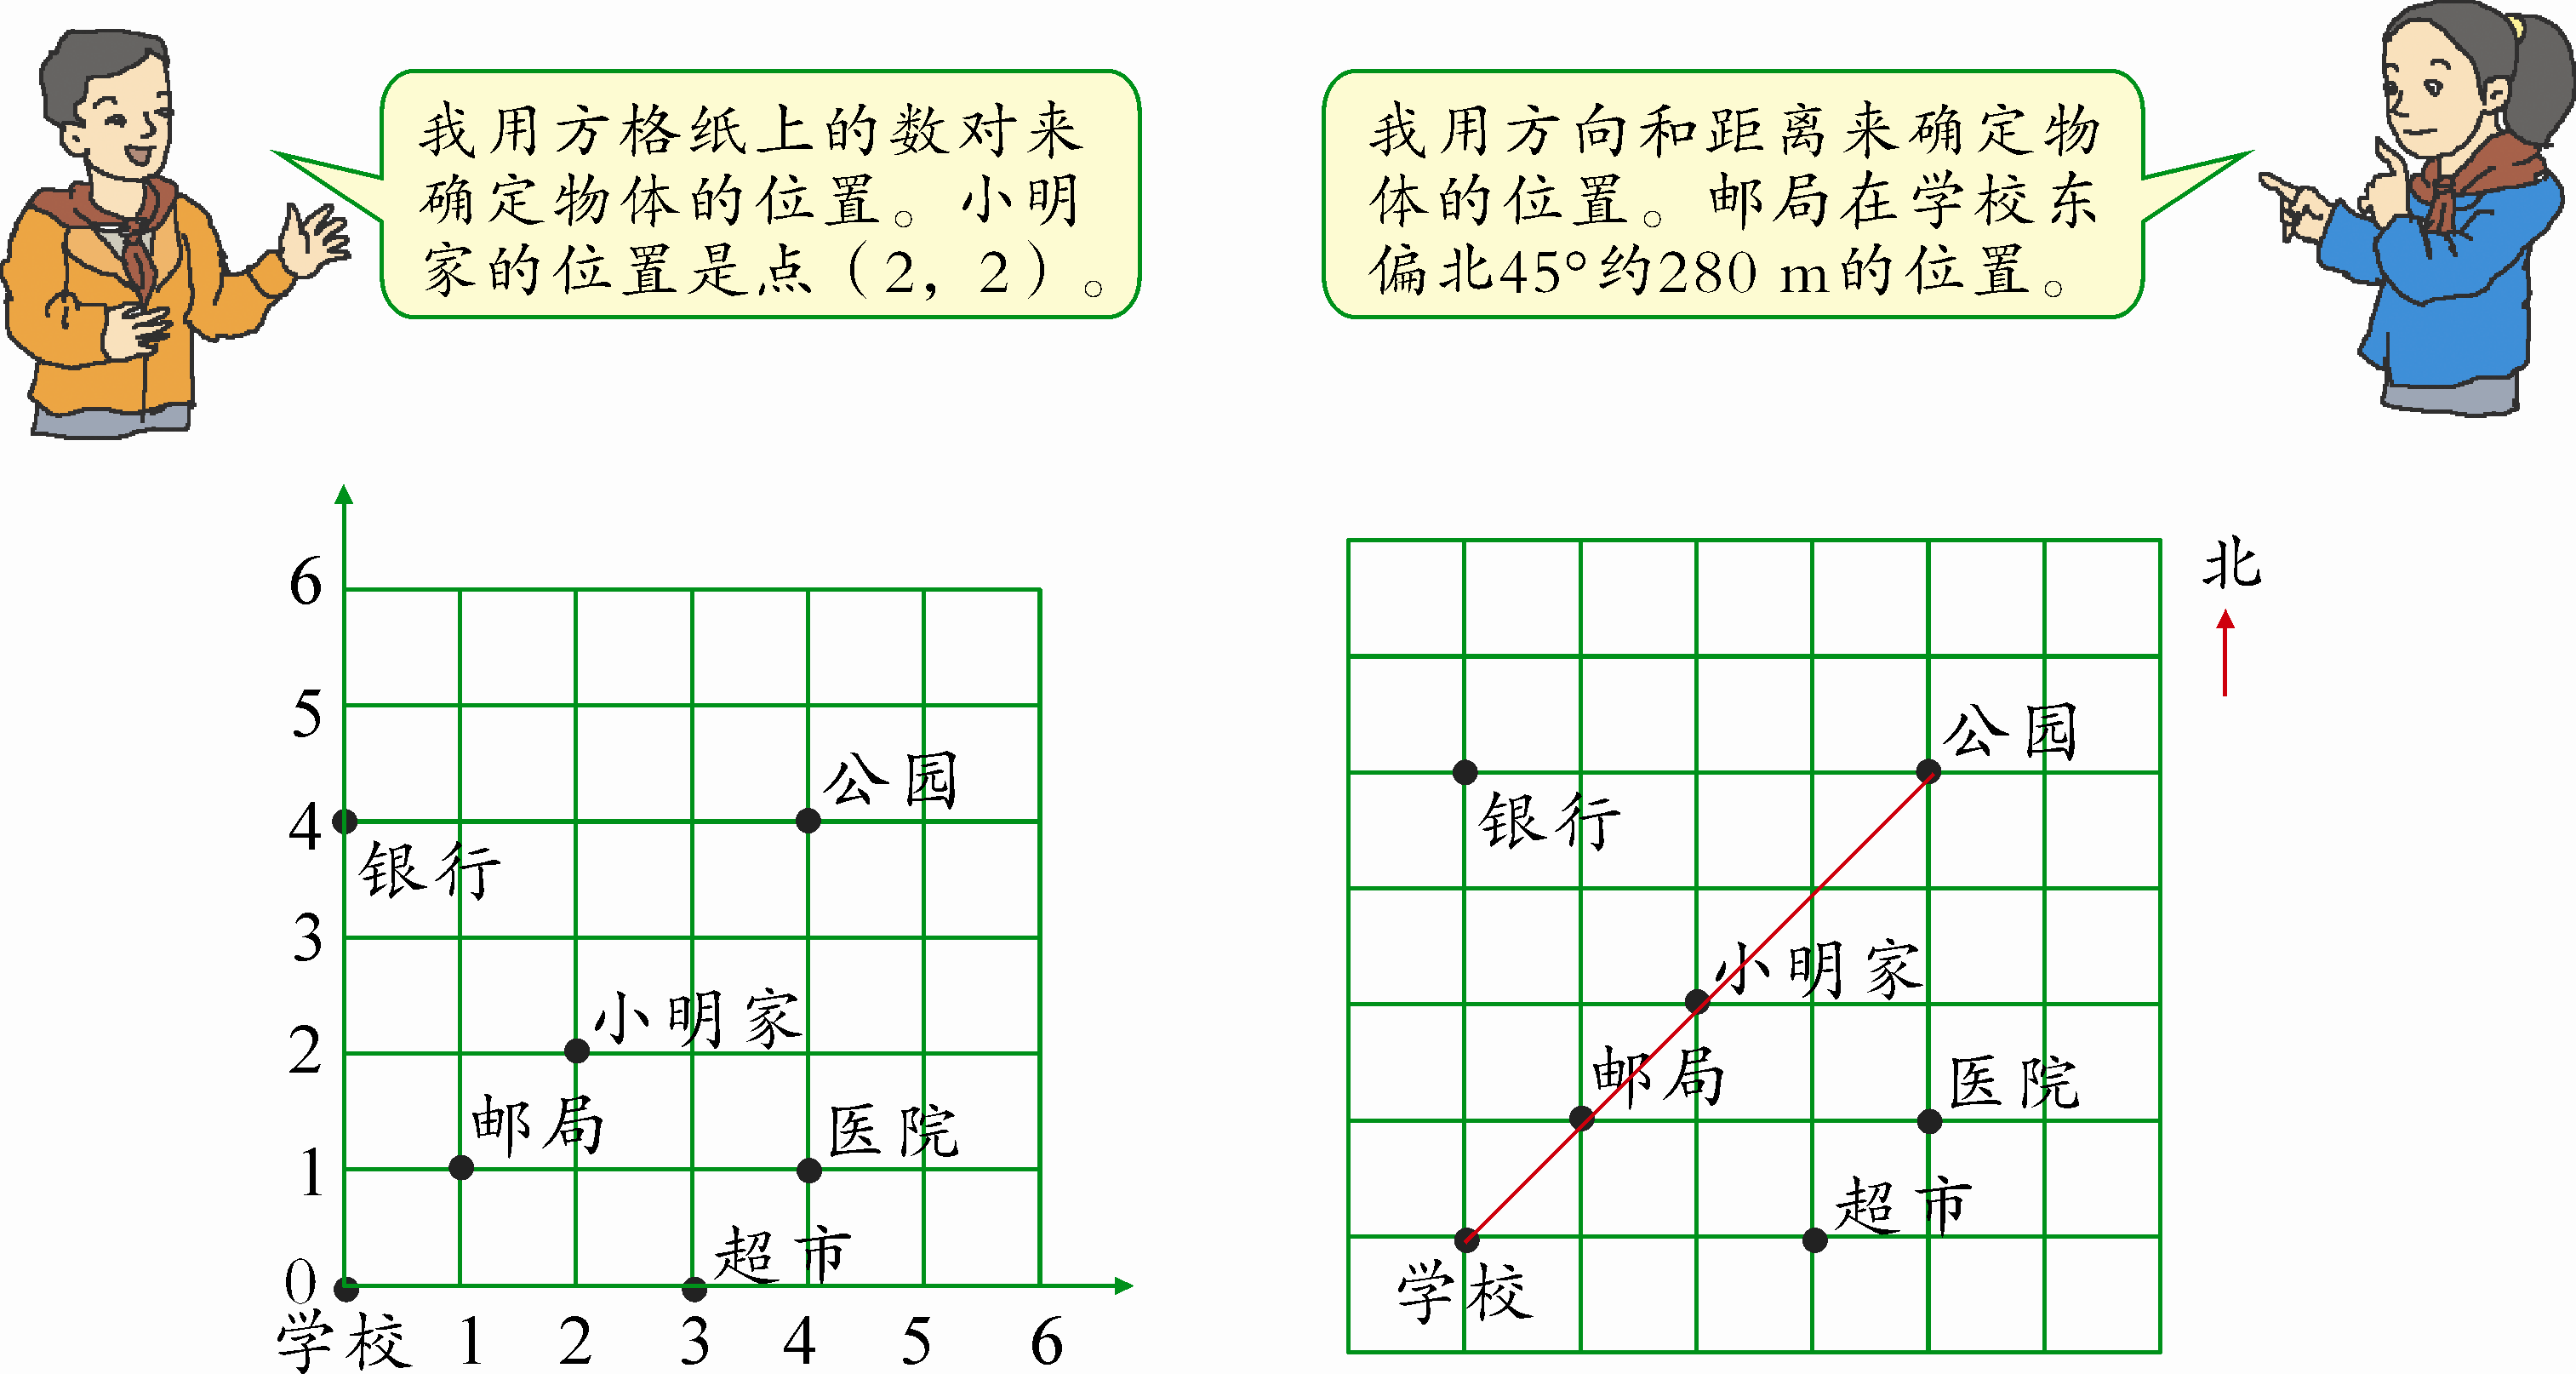 我用方格纸上的数对来
确定物体的位置。小明
家的位置是点（2，2）。
我用方向和距离来确定物
体的位置。邮局在学校东
偏北45°约280 m的位置。
6
5
公园
4
银行
3
小明家
2
邮局
医院
1
超市
0
学校 1 2 3 4 5 6
北
公园
银行
小明家
邮局
医院
超市
学校